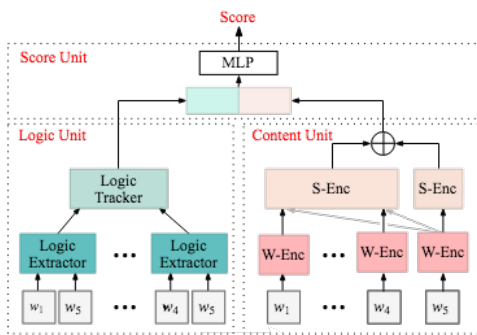 Score
Score Unit
MLP
Logic Unit
Content Unit
Logic
Tracker
S-Enc
S-Enc
Logic
Extractor
•••
Logic
Extractor
W-Enc
•••
W-Enc
W-Enc
w1
w5
•••
w4
w5
w1
•••
w4
w5